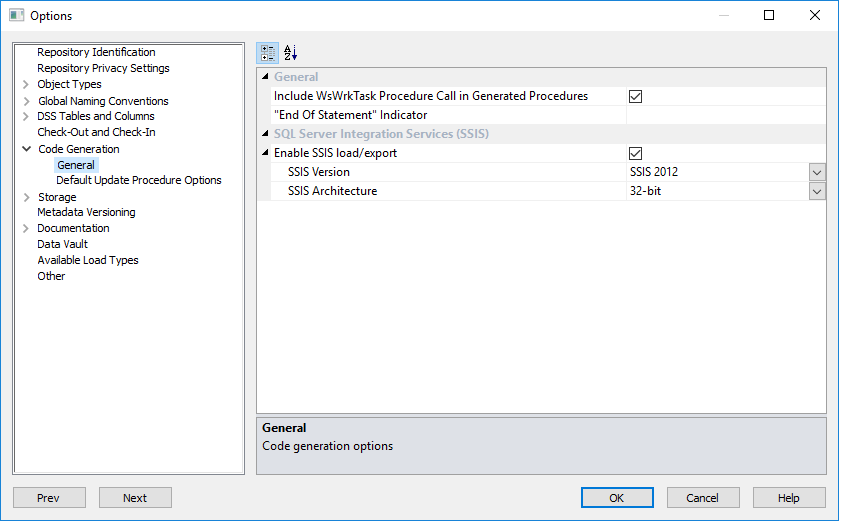 Options
Repository Identification
Repository Privacy Settings
Object Types
Global Naming Conventions
DSS Tables and Columns
Check-Out and Check-In
Code Generation
General
Default Update Procedure Options
Storage
Metadata Versioning
Documentation
Data Vault
Available Load Types
Other
General
Include WsWrkTask Procedure Call in Generated Procedures
"End Of Statement" Indicator
SQL Server Integration Services (SSIS)
Enable SSIS load/export
SSIS Version SSIS 2012
SSIS Architecture 32-bit
General
Code generation options
Prev Next OK Cancel Help